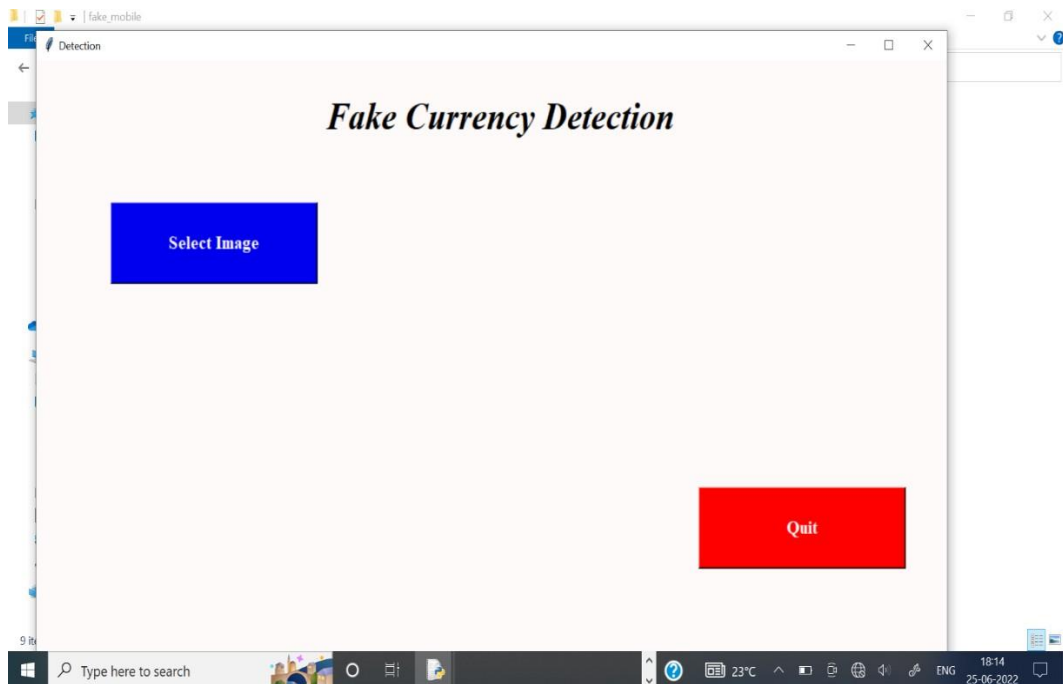 fake_mobile
File
Detection
Fake Currency Detection
Select Image
Quit
Type here to search
23°C
ENG
18:14
25-06-2022